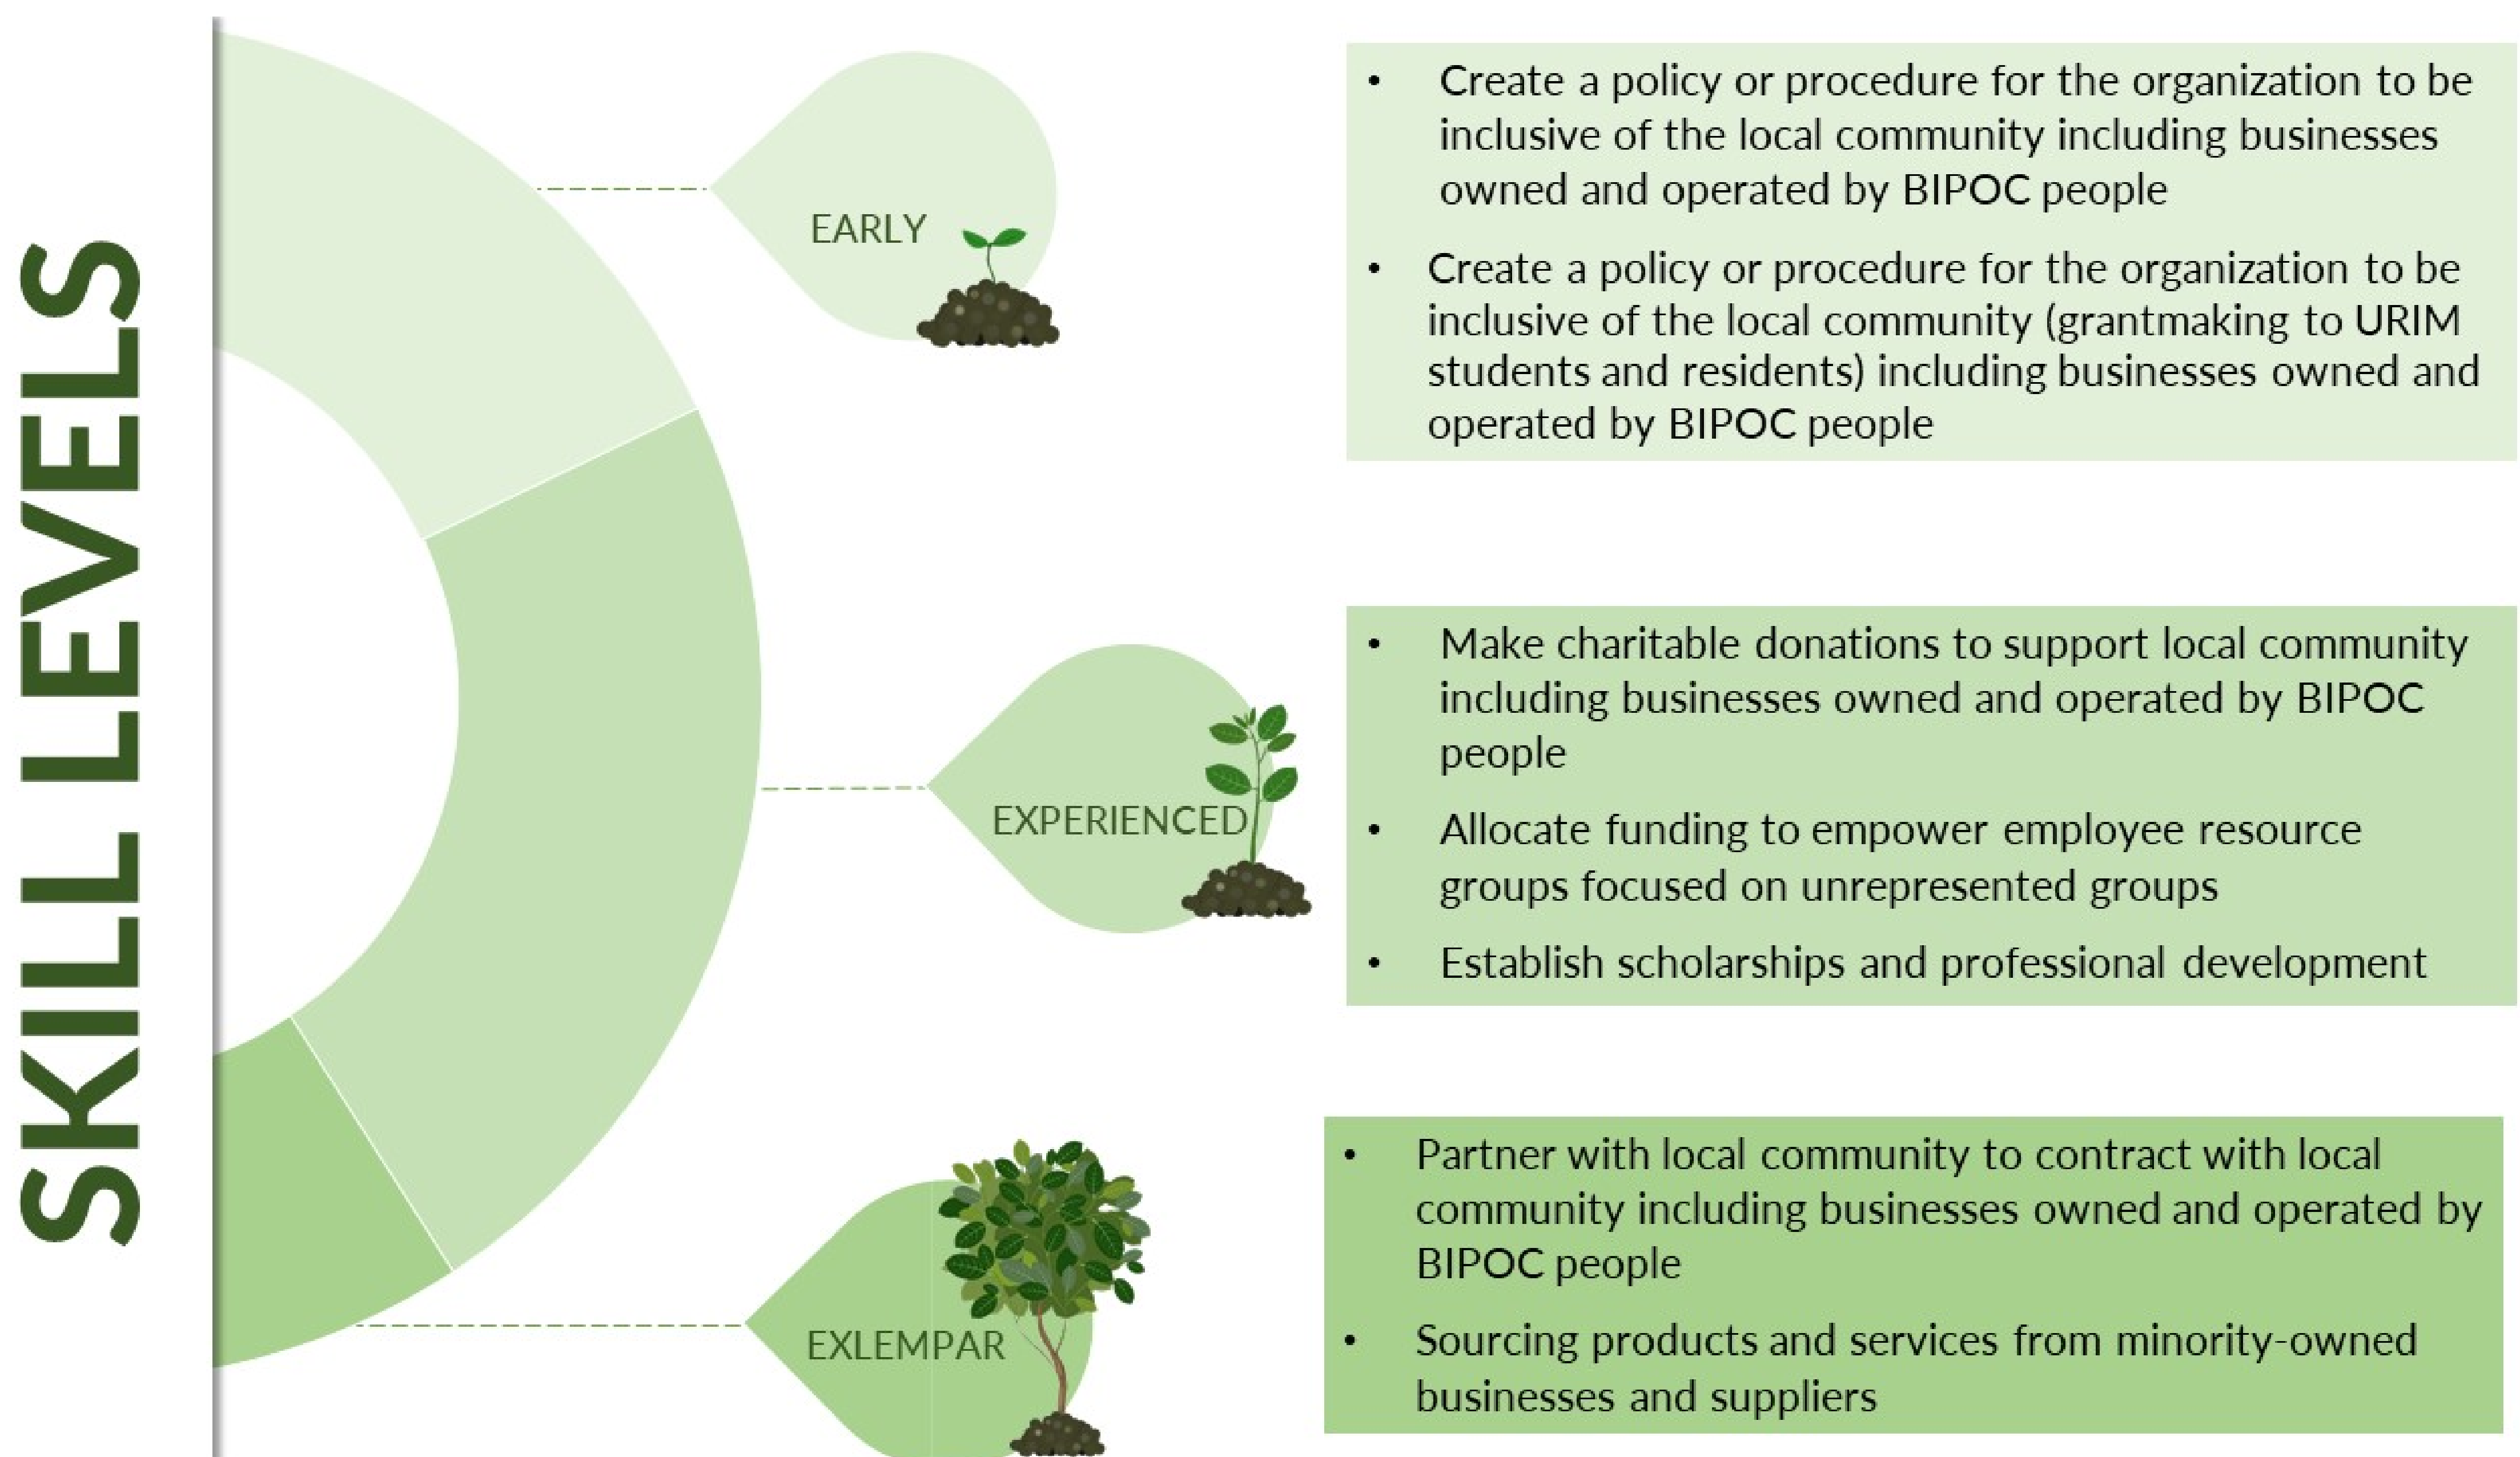 SKILL LEVELS
EARLY
• Create a policy or procedure for the organization to be
inclusive of the local community including businesses
owned and operated by BIPOC people
• Create a policy or procedure for the organization to be
inclusive of the local community (grantmaking to URIM
students and residents) including businesses owned and
operated by BIPOC people
EXPERIENCED
• Make charitable donations to support local community
including businesses owned and operated by BIPOC
people
• Allocate funding to empower employee resource
groups focused on unrepresented groups
• Establish scholarships and professional development
EXLEMPAR
• Partner with local community to contract with local
community including businesses owned and operated by
BIPOC people
• Sourcing products and services from minority-owned
businesses and suppliers